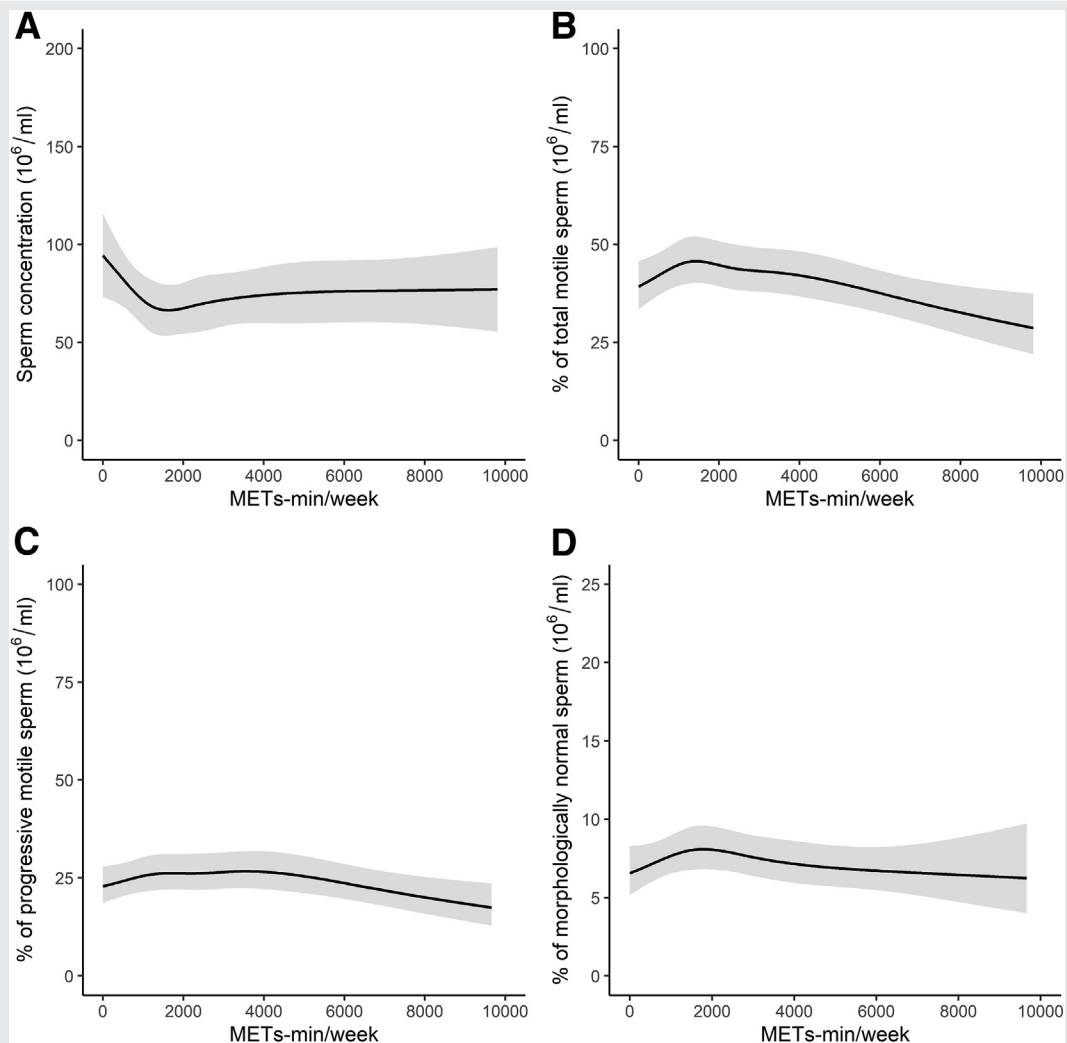 A
Sperm concentration (10⁶/ml)
200
150
100
50
0
0 2000 4000 6000 8000 10000
METs-min/week
B
% of total motile sperm (10⁶/ml)
100
75
50
25
0
0 2000 4000 6000 8000 10000
METs-min/week
C
% of progressive motile sperm (10⁶/ml)
100
75
50
25
0
0 2000 4000 6000 8000 10000
METs-min/week
D
% of morphologically normal sperm (10⁶/ml)
25
20
15
10
5
0
0 2000 4000 6000 8000 10000
METs-min/week